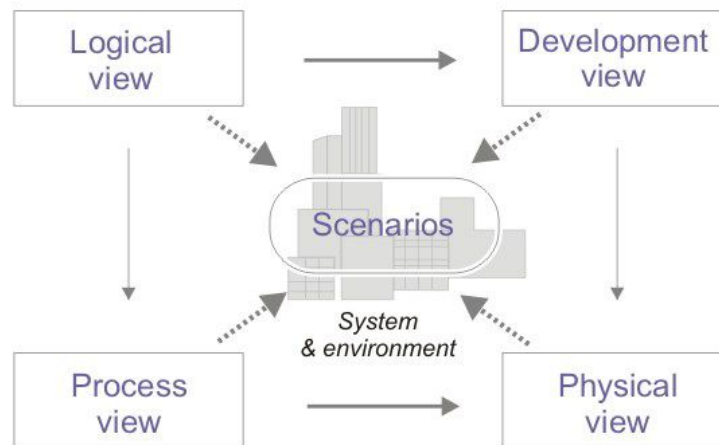 Logical
view
Development
view
Scenarios
System
& environment
Process
view
Physical
view